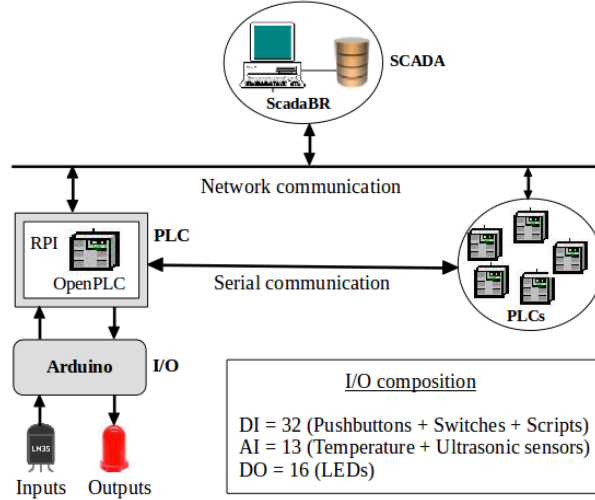 SCADA
ScadaBR
Network communication
RPI
PLC
OpenPLC
Serial communication
PLCs
Arduino
I/O
LM35
Inputs
Outputs
I/O composition
DI = 32 (Pushbuttons + Switches + Scripts)
AI = 13 (Temperature + Ultrasonic sensors)
DO = 16 (LEDs)